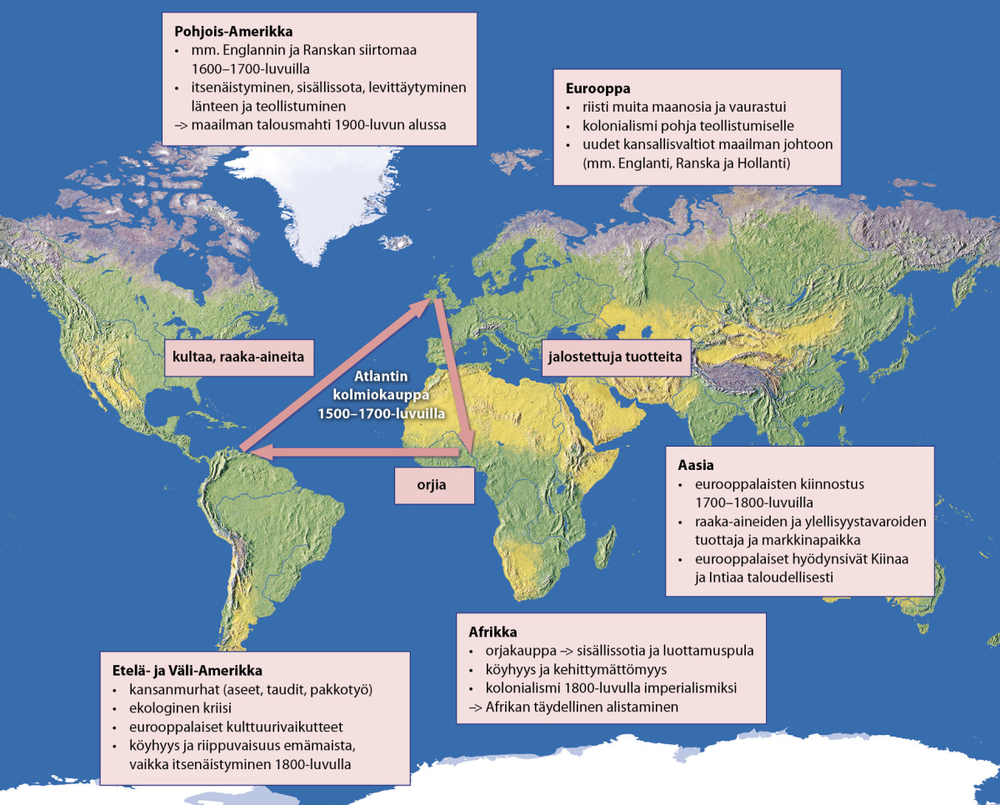 Pohjois-Amerikka
• mm. Englannin ja Ranskan siirtomaa
1600–1700-luvuilla
• itsenäistyminen, sisällissota, levittäytyminen
länteen ja teollistuminen
–> maailman talousmahti 1900-luvun alussa
Eurooppa
• riisti muita maanosia ja vaurastui
• kolonialismi pohja teollistumiselle
• uudet kansallisvaltiot maailman johtoon
(mm. Englanti, Ranska ja Hollanti)
kultaa, raaka-aineita
jalostettuja tuotteita
Atlantin
kolmiokauppa
1500–1700-luvuilla
orjia
Aasia
• eurooppalaisten kiinnostus
1700–1800-luvuilla
• raaka-aineiden ja ylellisyystavaroiden
tuottaja ja markkinapaikka
• eurooppalaiset hyödynsivät Kiinaa
ja Intiaa taloudellisesti
Afrikka
• orjakauppa –> sisällissotia ja luottamuspula
• köyhyys ja kehittymättömyys
• kolonialismi 1800-luvulla imperialismiksi
–> Afrikan täydellinen alistaminen
Etelä- ja Väli-Amerikka
• kansanmurhat (aseet, taudit, pakkotyö)
• ekologinen kriisi
• eurooppalaiset kulttuurivaikutteet
• köyhyys ja riippuvaisuus emämaista,
vaikka itsenäistyminen 1800-luvulla